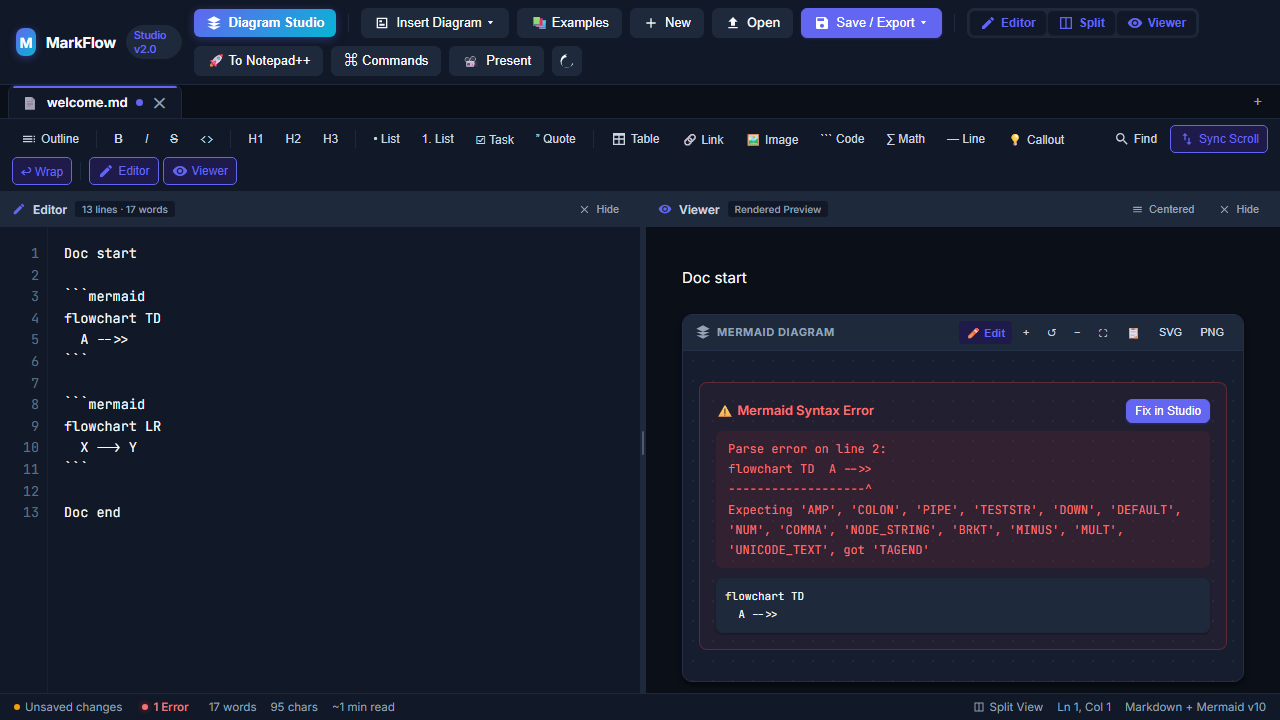 M MarkFlow Studio v2.0
Diagram Studio Insert Diagram Examples + New Open Save / Export Editor Split Viewer
To Notepad++ ⌘ Commands Present
welcome.md +
Outline B I S <> H1 H2 H3 • List 1. List ☑ Task " Quote Table Link Image ``` Code ∑ Math — Line Callout Find Sync Scroll
↩ Wrap Editor Viewer
Editor 13 lines · 17 words Hide
1 Doc start
2
3 ```mermaid
4 flowchart TD
5 A -->>
6 ```
7
8 ```mermaid
9 flowchart LR
10 X --> Y
11 ```
12
13 Doc end
Viewer Rendered Preview Centered Hide
Doc start
MERMAID DIAGRAM Edit + ↺ − SVG PNG
⚠ Mermaid Syntax Error Fix in Studio
Parse error on line 2:
flowchart TD  A -->>
-------------------^
Expecting 'AMP', 'COLON', 'PIPE', 'TESTSTR', 'DOWN', 'DEFAULT',
'NUM', 'COMMA', 'NODE_STRING', 'BRKT', 'MINUS', 'MULT',
'UNICODE_TEXT', got 'TAGEND'
flowchart TD
A -->>
Unsaved changes 1 Error 17 words 95 chars ~1 min read Split View Ln 1, Col 1 Markdown + Mermaid v10